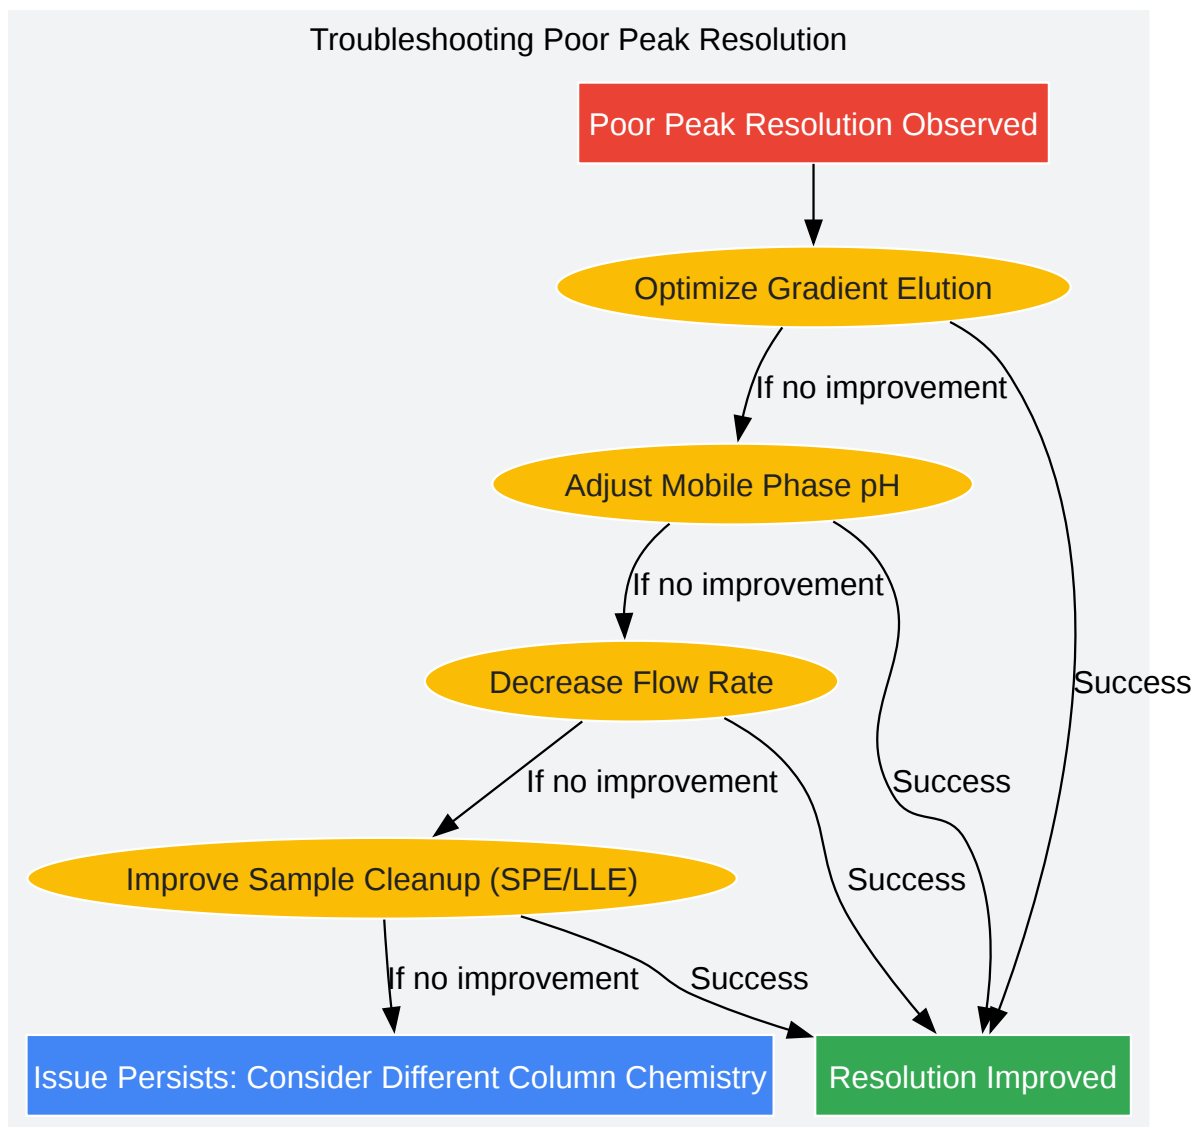 Troubleshooting Poor Peak Resolution
Poor Peak Resolution Observed
Optimize Gradient Elution
If no improvement
Adjust Mobile Phase pH
If no improvement
Decrease Flow Rate
Success
If no improvement
Success
Improve Sample Cleanup (SPE/LLE)
Success
If no improvement
Success
Issue Persists: Consider Different Column Chemistry
Resolution Improved